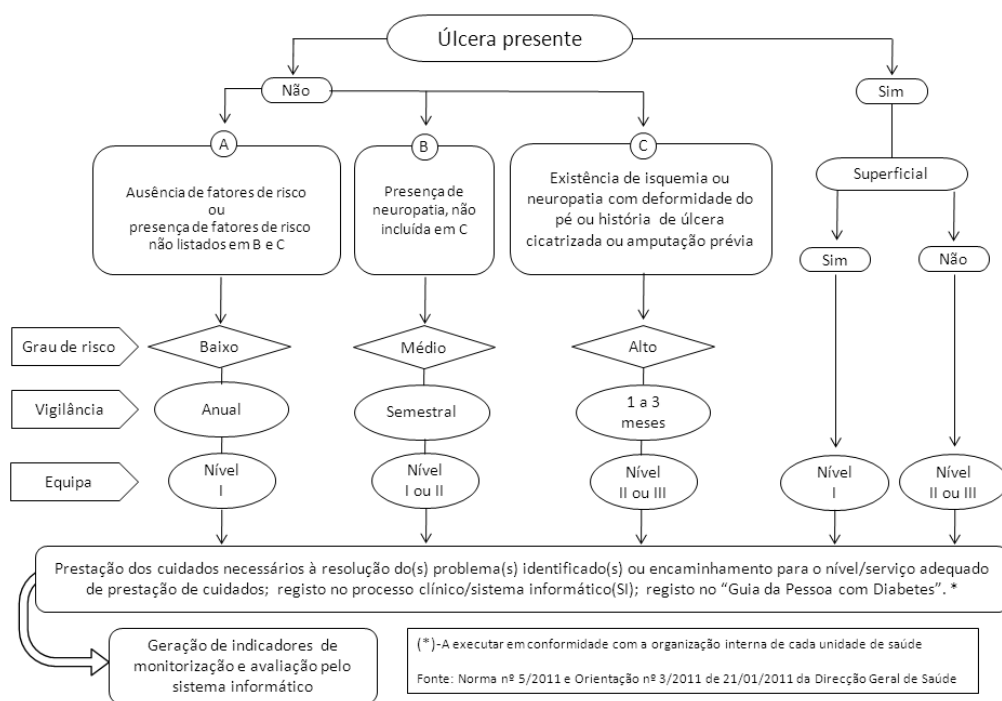 Úlcera presente
Não
Sim
A
B
C
Ausência de fatores de risco
ou
presença de fatores de risco
não listados em B e C
Presença de
neuropatia, não
incluída em C
Existência de isquemia ou
neuropatia com deformidade do
pé ou história de úlcera
cicatrizada ou amputação prévia
Superficial
Sim
Não
Grau de risco
Baixo
Médio
Alto
Vigilância
Anual
Semestral
1 a 3
meses
Equipa
Nível
I
Nível
I ou II
Nível
II ou III
Nível
I
Nível
II ou III
Prestação dos cuidados necessários à resolução do(s) problema(s) identificado(s) ou encaminhamento para o nível/serviço adequado
de prestação de cuidados; registo no processo clínico/sistema informático(SI); registo no “Guia da Pessoa com Diabetes”. *
Geração de indicadores de
monitorização e avaliação pelo
sistema informático
(*)-A executar em conformidade com a organização interna de cada unidade de saúde
Fonte: Norma nº 5/2011 e Orientação nº 3/2011 de 21/01/2011 da Direcção Geral de Saúde